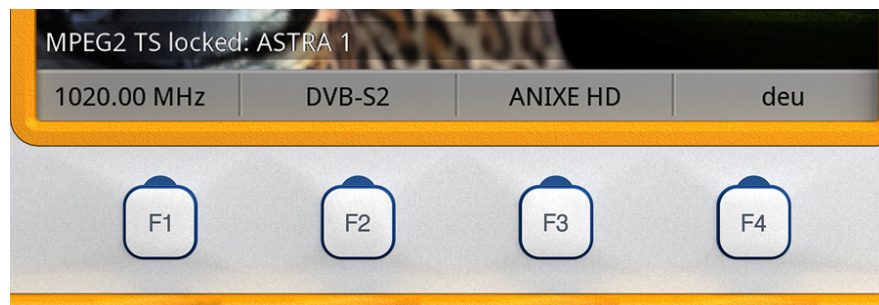 MPEG2 TS locked: ASTRA 1
1020.00 MHz DVB-S2 ANIXE HD deu
F1 F2 F3 F4